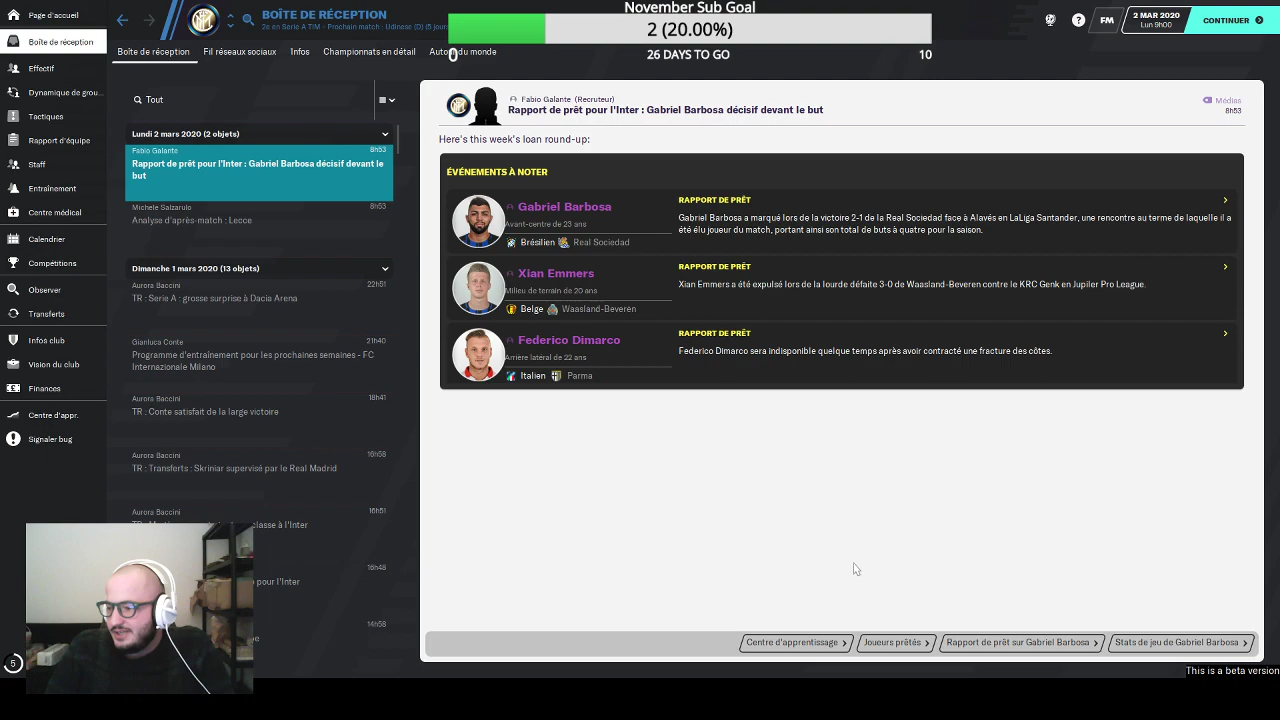 Page d'accueil
Boîte de réception
Effectif
Dynamique de grou...
Tactiques
Rapport d'équipe
Staff
Entraînement
Centre médical
Calendrier
Compétitions
Observer
Transferts
Infos club
Vision du club
Finances
Centre d'appr.
Signaler bug
5
BOÎTE DE RÉCEPTION
2e en Serie A TIM - Prochain match : Udinese (D) (5 jours
November Sub Goal
2 (20.00%)
0
26 DAYS TO GO
10
FM
2 MAR 2020
Lun 9h00
CONTINUER
Boîte de réception
Fil réseaux sociaux
Infos
Championnats en détail
Autour du monde
Tout
Lundi 2 mars 2020 (2 objets)
Fabio Galante
8h53
Rapport de prêt pour l'Inter : Gabriel Barbosa décisif devant le
but
Michele Salzarulo
8h53
Analyse d'après-match : Lecce
Dimanche 1 mars 2020 (13 objets)
Aurora Baccini
22h51
TR : Serie A : grosse surprise à Dacia Arena
Gianluca Conte
21h40
Programme d'entraînement pour les prochaines semaines - FC
Internazionale Milano
Aurora Baccini
18h41
TR : Conte satisfait de la large victoire
Aurora Baccini
16h58
TR : Transferts : Skriniar supervisé par le Real Madrid
Aurora Baccini
16h51
classe à l'Inter
16h48
pour l'Inter
14h58
Fabio Galante (Recruteur)
Rapport de prêt pour l'Inter : Gabriel Barbosa décisif devant le but
Médias
8h53
Here's this week's loan round-up:
ÉVÉNEMENTS À NOTER
Gabriel Barbosa
Avant-centre de 23 ans
Brésilien
Real Sociedad
RAPPORT DE PRÊT
Gabriel Barbosa a marqué lors de la victoire 2-1 de la Real Sociedad face à Alavés en LaLiga Santander, une rencontre au terme de laquelle il a
été élu joueur du match, portant ainsi son total de buts à quatre pour la saison.
Xian Emmers
Milieu de terrain de 20 ans
Belge
Waasland-Beveren
RAPPORT DE PRÊT
Xian Emmers a été expulsé lors de la lourde défaite 3-0 de Waasland-Beveren contre le KRC Genk en Jupiler Pro League.
Federico Dimarco
Arrière latéral de 22 ans
Italien
Parma
RAPPORT DE PRÊT
Federico Dimarco sera indisponible quelque temps après avoir contracté une fracture des côtes.
Centre d'apprentissage
Joueurs prêtés
Rapport de prêt sur Gabriel Barbosa
Stats de jeu de Gabriel Barbosa
This is a beta version